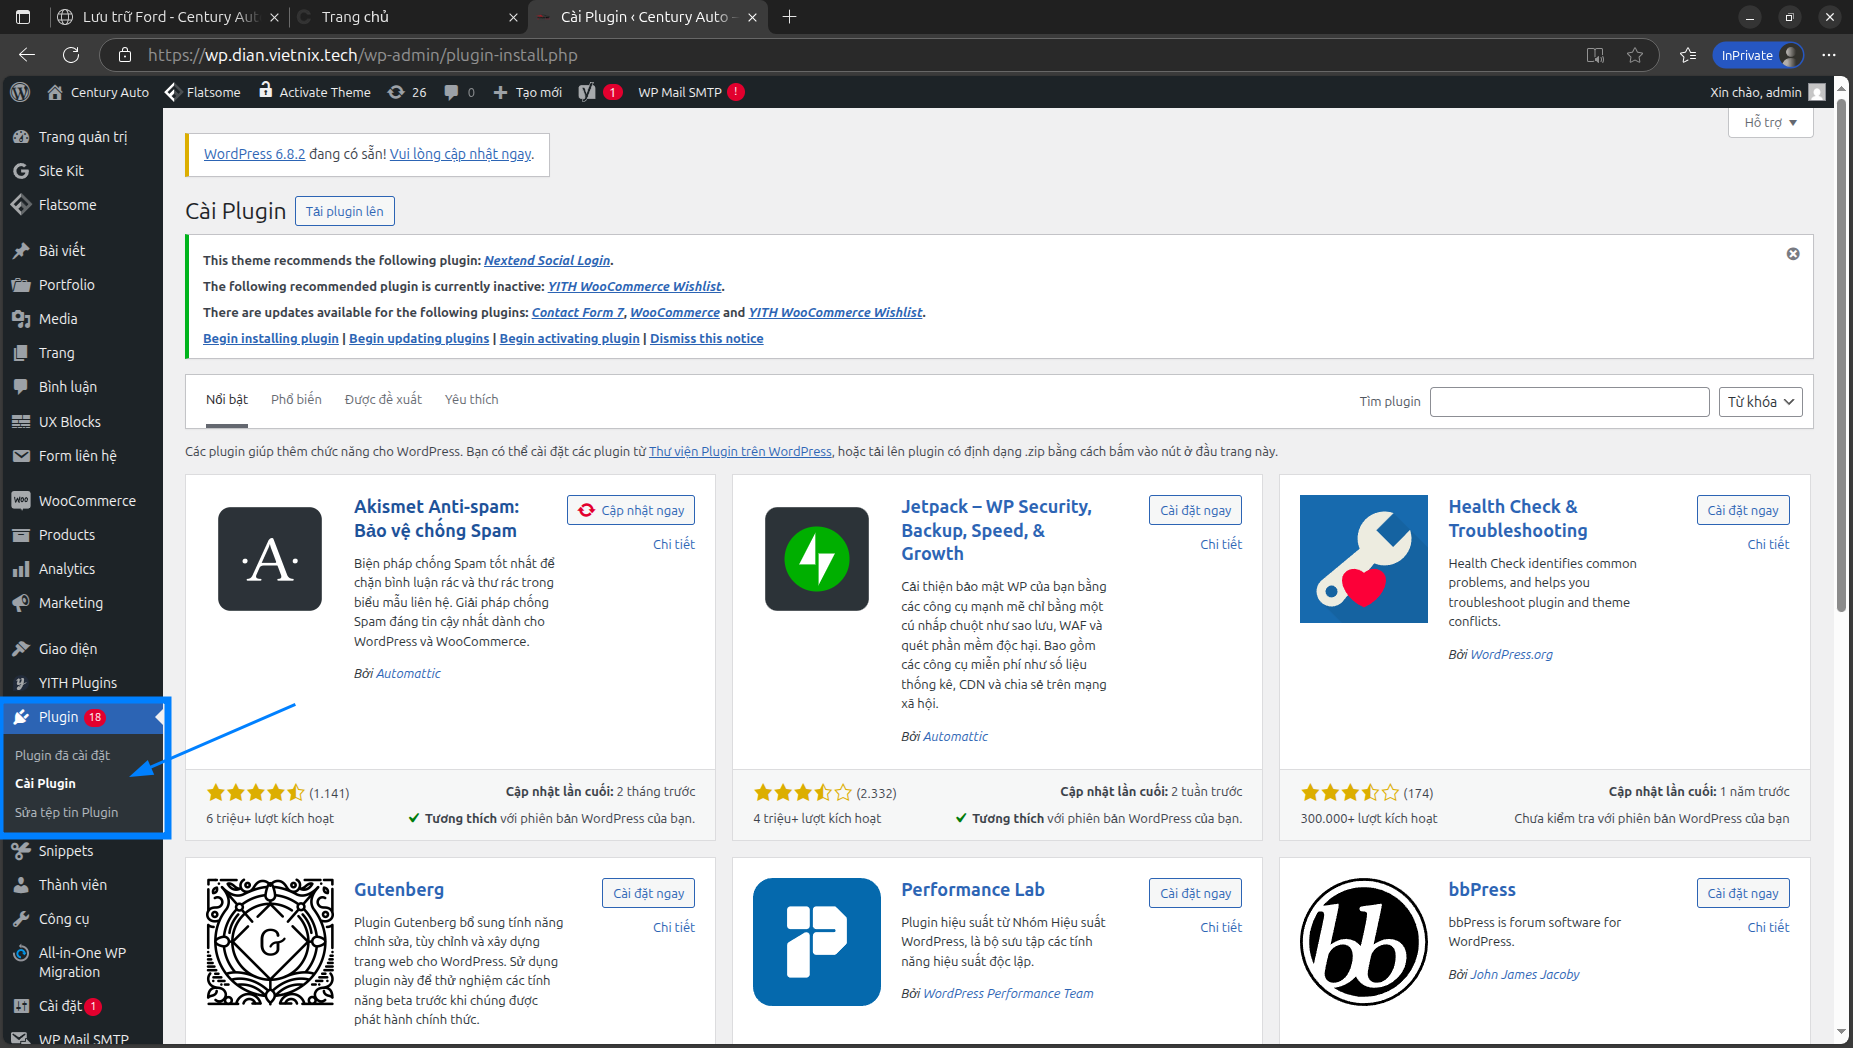 Lưu trữ Ford - Century Aut
Trang chủ
Cài Plugin ‹ Century Auto –
https://wp.dian.vietnix.tech/wp-admin/plugin-install.php
InPrivate
Century Auto
Flatsome
Activate Theme
26
0
Tạo mới
1
WP Mail SMTP
!
Xin chào, admin
Trang quản trị
Site Kit
Flatsome
Bài viết
Portfolio
Media
Trang
Bình luận
UX Blocks
Form liên hệ
WooCommerce
Products
Analytics
Marketing
Giao diện
YITH Plugins
Plugin 18
Plugin đã cài đặt
Cài Plugin
Sửa tệp tin Plugin
Snippets
Thành viên
Công cụ
All-in-One WP
Migration
Cài đặt 1
WP Mail SMTP
Hỗ trợ
WordPress 6.8.2 đang có sẵn! Vui lòng cập nhật ngay.
Cài Plugin
Tải plugin lên
This theme recommends the following plugin: Nextend Social Login.
The following recommended plugin is currently inactive: YITH WooCommerce Wishlist.
There are updates available for the following plugins: Contact Form 7, WooCommerce and YITH WooCommerce Wishlist.
Begin installing plugin | Begin updating plugins | Begin activating plugin | Dismiss this notice
Nổi bật
Phổ biến
Được đề xuất
Yêu thích
Tìm plugin
Từ khóa
Các plugin giúp thêm chức năng cho WordPress. Bạn có thể cài đặt các plugin từ Thư viện Plugin trên WordPress, hoặc tải lên plugin có định dạng .zip bằng cách bấm vào nút ở đầu trang này.
·A·
Akismet Anti-spam:
Bảo vệ chống Spam
Cập nhật ngay
Chi tiết
Biện pháp chống Spam tốt nhất để
chặn bình luận rác và thư rác trong
biểu mẫu liên hệ. Giải pháp chống
Spam đáng tin cậy nhất dành cho
WordPress và WooCommerce.
Bởi Automattic
(1.141)
6 triệu+ lượt kích hoạt
Cập nhật lần cuối: 2 tháng trước
Tương thích với phiên bản WordPress của bạn.
Jetpack – WP Security,
Backup, Speed, &
Growth
Cài đặt ngay
Chi tiết
Cải thiện bảo mật WP của bạn bằng
các công cụ mạnh mẽ chỉ bằng một
cú nhấp chuột như sao lưu, WAF và
quét phần mềm độc hại. Bao gồm
các công cụ miễn phí như số liệu
thống kê, CDN và chia sẻ trên mạng
xã hội.
Bởi Automattic
(2.332)
4 triệu+ lượt kích hoạt
Cập nhật lần cuối: 2 tuần trước
Tương thích với phiên bản WordPress của bạn.
Health Check &
Troubleshooting
Cài đặt ngay
Chi tiết
Health Check identifies common
problems, and helps you
troubleshoot plugin and theme
conflicts.
Bởi WordPress.org
(174)
300.000+ lượt kích hoạt
Cập nhật lần cuối: 1 năm trước
Chưa kiểm tra với phiên bản WordPress của bạn
G
Gutenberg
Cài đặt ngay
Chi tiết
Plugin Gutenberg bổ sung tính năng
chỉnh sửa, tùy chỉnh và xây dựng
trang web cho WordPress. Sử dụng
plugin này để thử nghiệm các tính
năng beta trước khi chúng được
phát hành chính thức.
Performance Lab
Cài đặt ngay
Chi tiết
Plugin hiệu suất từ Nhóm Hiệu suất
WordPress, là bộ sưu tập các tính
năng hiệu suất độc lập.
Bởi WordPress Performance Team
bb
bbPress
Cài đặt ngay
Chi tiết
bbPress is forum software for
WordPress.
Bởi John James Jacoby